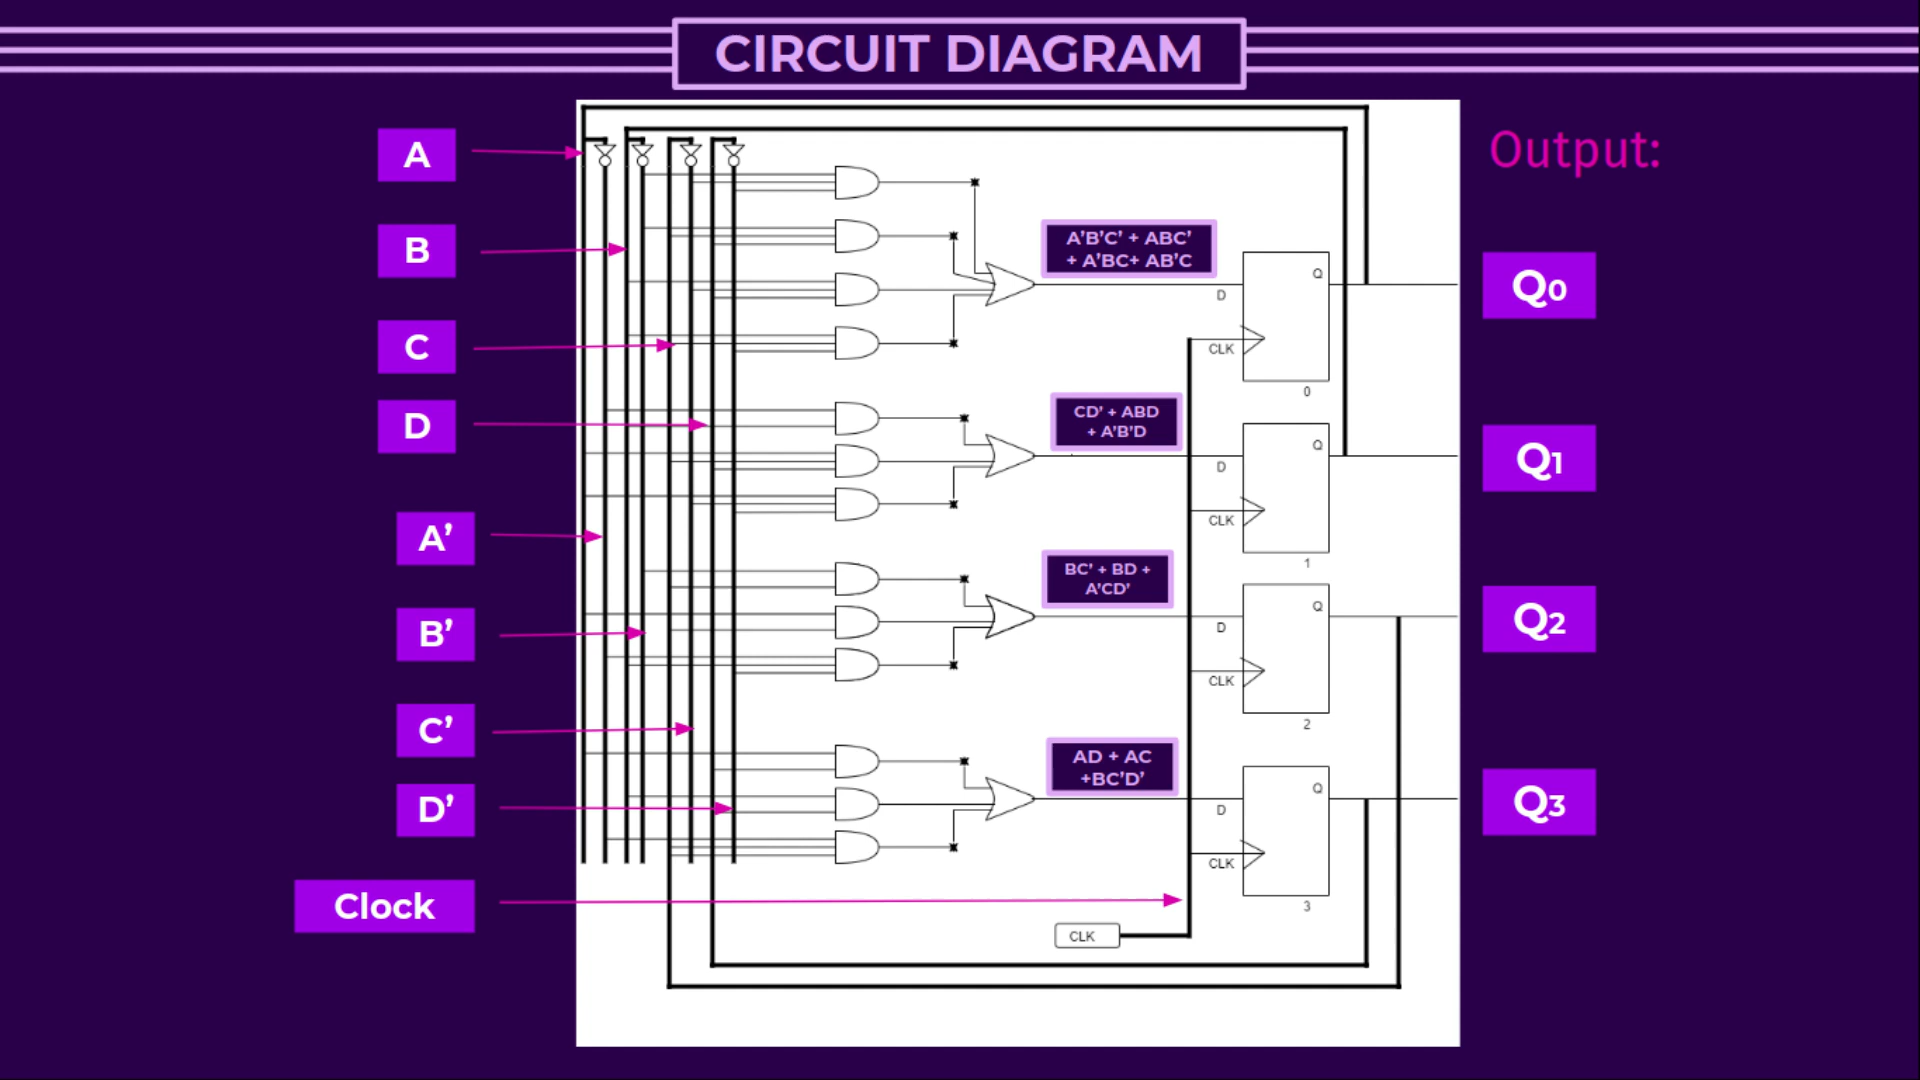 CIRCUIT DIAGRAM
A
B
C
D
A’
B’
C’
D’
Clock
A’B’C’ + ABC’
+ A’BC+ AB’C
Q
D
CLK
0
CD’ + ABD
+ A’B’D
Q
D
CLK
1
BC’ + BD +
A’CD’
Q
D
CLK
2
AD + AC
+BC’D’
Q
D
CLK
3
CLK
Output:
Q0
Q1
Q2
Q3